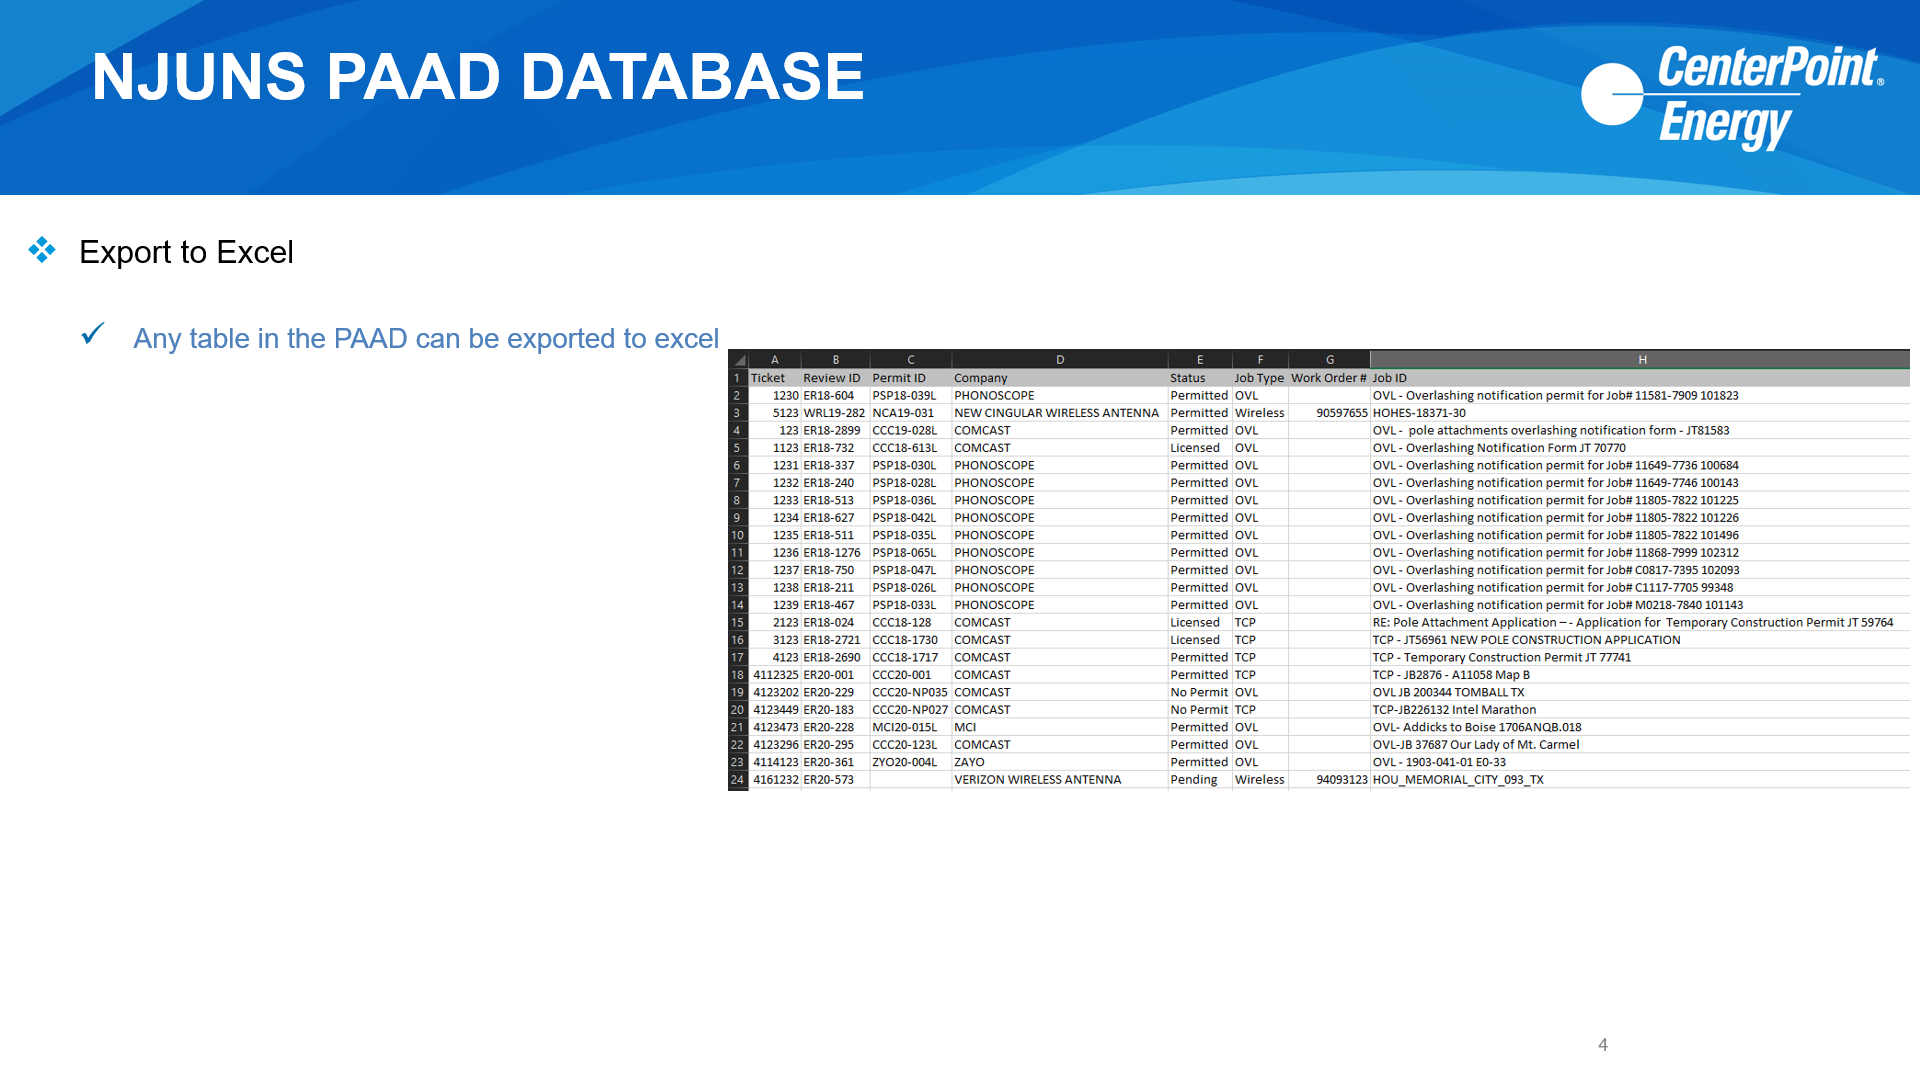 NJUNS PAAD DATABASE
CenterPoint®
Energy
Export to Excel
Any table in the PAAD can be exported to excel
A B C D E F G H
1 Ticket Review ID Permit ID Company Status Job Type Work Order # Job ID
2 1230 ER18-604 PSP18-039L PHONOSCOPE Permitted OVL OVL - Overlashing notification permit for Job# 11581-7909 101823
3 5123 WRL19-282 NCA19-031 NEW CINGULAR WIRELESS ANTENNA Permitted Wireless 90597655 HOHES-18371-30
4 123 ER18-2899 CCC19-028L COMCAST Permitted OVL OVL -  pole attachments overlashing notification form - JT81583
5 1123 ER18-732 CCC18-613L COMCAST Licensed OVL OVL - Overlashing Notification Form JT 70770
6 1231 ER18-337 PSP18-030L PHONOSCOPE Permitted OVL OVL - Overlashing notification permit for Job# 11649-7736 100684
7 1232 ER18-240 PSP18-028L PHONOSCOPE Permitted OVL OVL - Overlashing notification permit for Job# 11649-7746 100143
8 1233 ER18-513 PSP18-036L PHONOSCOPE Permitted OVL OVL - Overlashing notification permit for Job# 11805-7822 101225
9 1234 ER18-627 PSP18-042L PHONOSCOPE Permitted OVL OVL - Overlashing notification permit for Job# 11805-7822 101226
10 1235 ER18-511 PSP18-035L PHONOSCOPE Permitted OVL OVL - Overlashing notification permit for Job# 11805-7822 101496
11 1236 ER18-1276 PSP18-065L PHONOSCOPE Permitted OVL OVL - Overlashing notification permit for Job# 11868-7999 102312
12 1237 ER18-750 PSP18-047L PHONOSCOPE Permitted OVL OVL - Overlashing notification permit for Job# C0817-7395 102093
13 1238 ER18-211 PSP18-026L PHONOSCOPE Permitted OVL OVL - Overlashing notification permit for Job# C1117-7705 99348
14 1239 ER18-467 PSP18-033L PHONOSCOPE Permitted OVL OVL - Overlashing notification permit for Job# M0218-7840 101143
15 2123 ER18-024 CCC18-128 COMCAST Licensed TCP RE: Pole Attachment Application – - Application for  Temporary Construction Permit JT 59764
16 3123 ER18-2721 CCC18-1730 COMCAST Licensed TCP TCP - JT56961 NEW POLE CONSTRUCTION APPLICATION
17 4123 ER18-2690 CCC18-1717 COMCAST Permitted TCP TCP - Temporary Construction Permit JT 77741
18 4112325 ER20-001 CCC20-001 COMCAST Permitted TCP TCP - JB2876 - A11058 Map B
19 4123202 ER20-229 CCC20-NP035 COMCAST No Permit OVL OVL JB 200344 TOMBALL TX
20 4123449 ER20-183 CCC20-NP027 COMCAST No Permit TCP TCP-JB226132 Intel Marathon
21 4123473 ER20-228 MCI20-015L MCI Permitted OVL OVL- Addicks to Boise 1706ANQB.018
22 4123296 ER20-295 CCC20-123L COMCAST Permitted OVL OVL-JB 37687 Our Lady of Mt. Carmel
23 4114123 ER20-361 ZYO20-004L ZAYO Permitted OVL OVL - 1903-041-01 E0-33
24 4161232 ER20-573 VERIZON WIRELESS ANTENNA Pending Wireless 94093123 HOU_MEMORIAL_CITY_093_TX
4